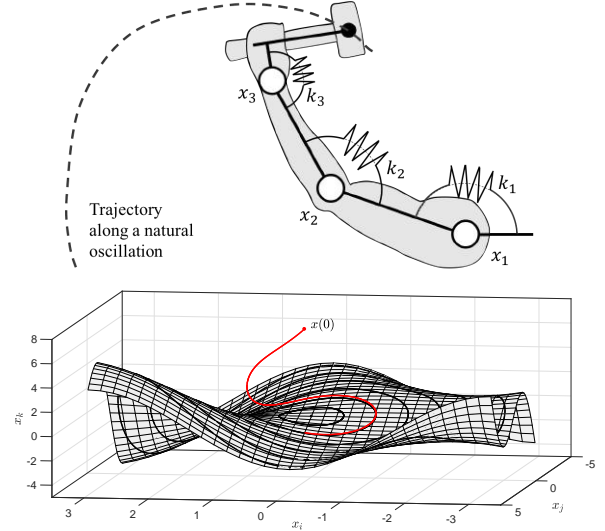 x₃
k₃
k₂
k₁
x₂
x₁
Trajectory
along a natural
oscillation
x(0)
8
6
4
2
0
-2
-4
xₖ
3
2
1
0
-1
-2
-3
xᵢ
5
0
-5
xⱼ